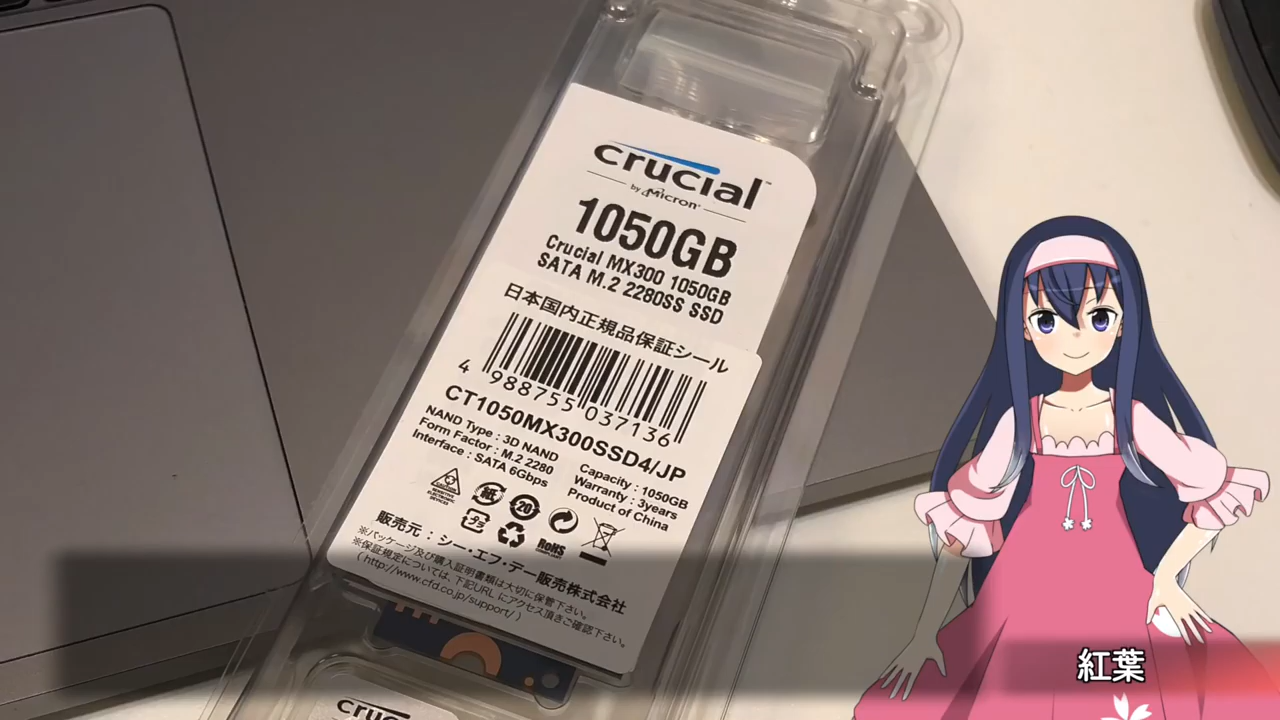 crucial™
by Micron®
1050GB
Crucial MX300 1050GB
SATA M.2 2280SS SSD
日本国内正規品保証シール
4 988755 037136
CT1050MX300SSD4/JP
NAND Type : 3D NAND
Form Factor : M.2 2280
Interface : SATA 6Gbps
Capacity : 1050GB
Warranty : 3years
Product of China
紙
20
プラ
RoHS
販売元 : シー・エフ・デー販売株式会社
※パッケージ及び購入証明書類は大切に保管下さい。
※保証規定については、下記URLにアクセス頂きご確認下さい。
( http://www.cfd.co.jp/support/ )
crucial
紅葉